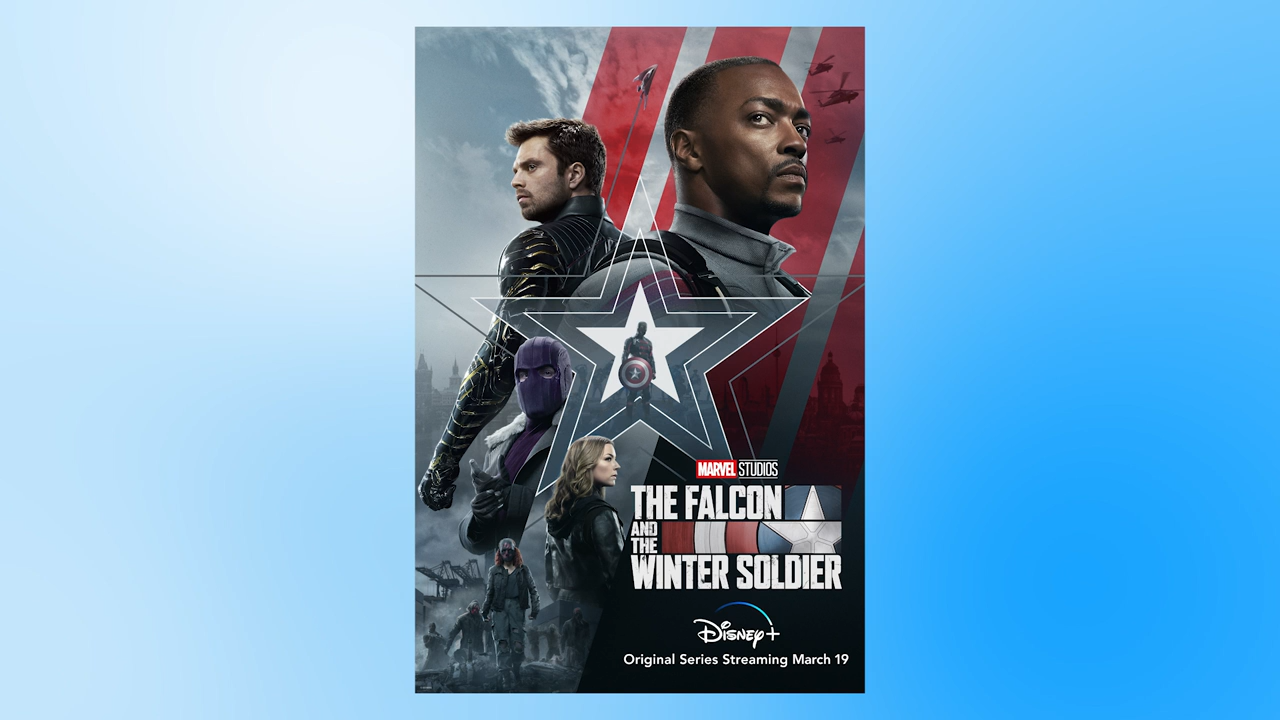 MARVEL STUDIOS
THE FALCON
AND
THE
WINTER SOLDIER
Disney+
Original Series Streaming March 19